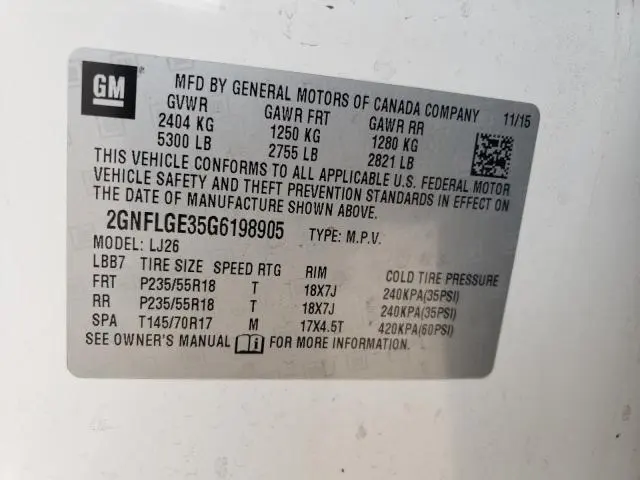 GM
MFD BY GENERAL MOTORS OF CANADA COMPANY
GVWR GAWR FRT GAWR RR 11/15
2404 KG 1250 KG 1280 KG
5300 LB 2755 LB 2821 LB
THIS VEHICLE CONFORMS TO ALL APPLICABLE U.S. FEDERAL MOTOR
VEHICLE SAFETY AND THEFT PREVENTION STANDARDS IN EFFECT ON
THE DATE OF MANUFACTURE SHOWN ABOVE.
2GNFLGE35G6198905 TYPE: M.P.V.
MODEL: LJ26
LBB7 TIRE SIZE SPEED RTG RIM COLD TIRE PRESSURE
FRT P235/55R18 T 18X7J 240KPA(35PSI)
RR P235/55R18 T 18X7J 240KPA(35PSI)
SPA T145/70R17 M 17X4.5T 420KPA(60PSI)
SEE OWNER'S MANUAL i FOR MORE INFORMATION.